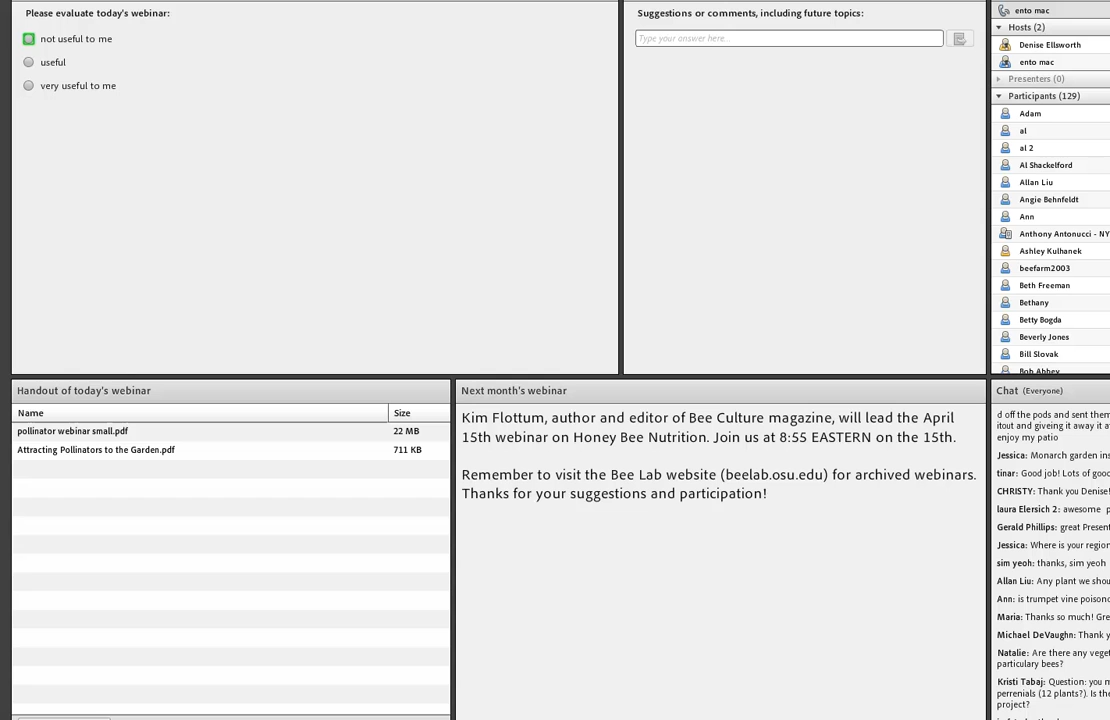 Please evaluate today's webinar:
not useful to me
useful
very useful to me
Suggestions or comments, including future topics:
Type your answer here...
ento mac
Hosts (2)
Denise Ellsworth
ento mac
Presenters (0)
Participants (129)
Adam
al
al 2
Al Shackelford
Allan Liu
Angie Behnfeldt
Ann
Anthony Antonucci - NY
Ashley Kulhanek
beefarm2003
Beth Freeman
Bethany
Betty Bogda
Beverly Jones
Bill Slovak
Bob Abbey
Handout of today's webinar
Name Size
pollinator webinar small.pdf 22 MB
Attracting Pollinators to the Garden.pdf 711 KB
Next month's webinar
Kim Flottum, author and editor of Bee Culture magazine, will lead the April
15th webinar on Honey Bee Nutrition. Join us at 8:55 EASTERN on the 15th.
Remember to visit the Bee Lab website (beelab.osu.edu) for archived webinars.
Thanks for your suggestions and participation!
Chat (Everyone)
d off the pods and sent them
itout and giveing it away it a
enjoy my patio
Jessica: Monarch garden ins
tinar: Good job! Lots of good
CHRISTY: Thank you Denise!
laura Elersich 2: awesome p
Gerald Phillips: great Present
Jessica: Where is your region
sim yeoh: thanks, sim yeoh
Allan Liu: Any plant we shou
Ann: is trumpet vine poisono
Maria: Thanks so much! Gre
Michael DeVaughn: Thank y
Natalie: Are there any veget
particulary bees?
Kristi Tabaj: Question: you m
perrenials (12 plants?). Is the
project?